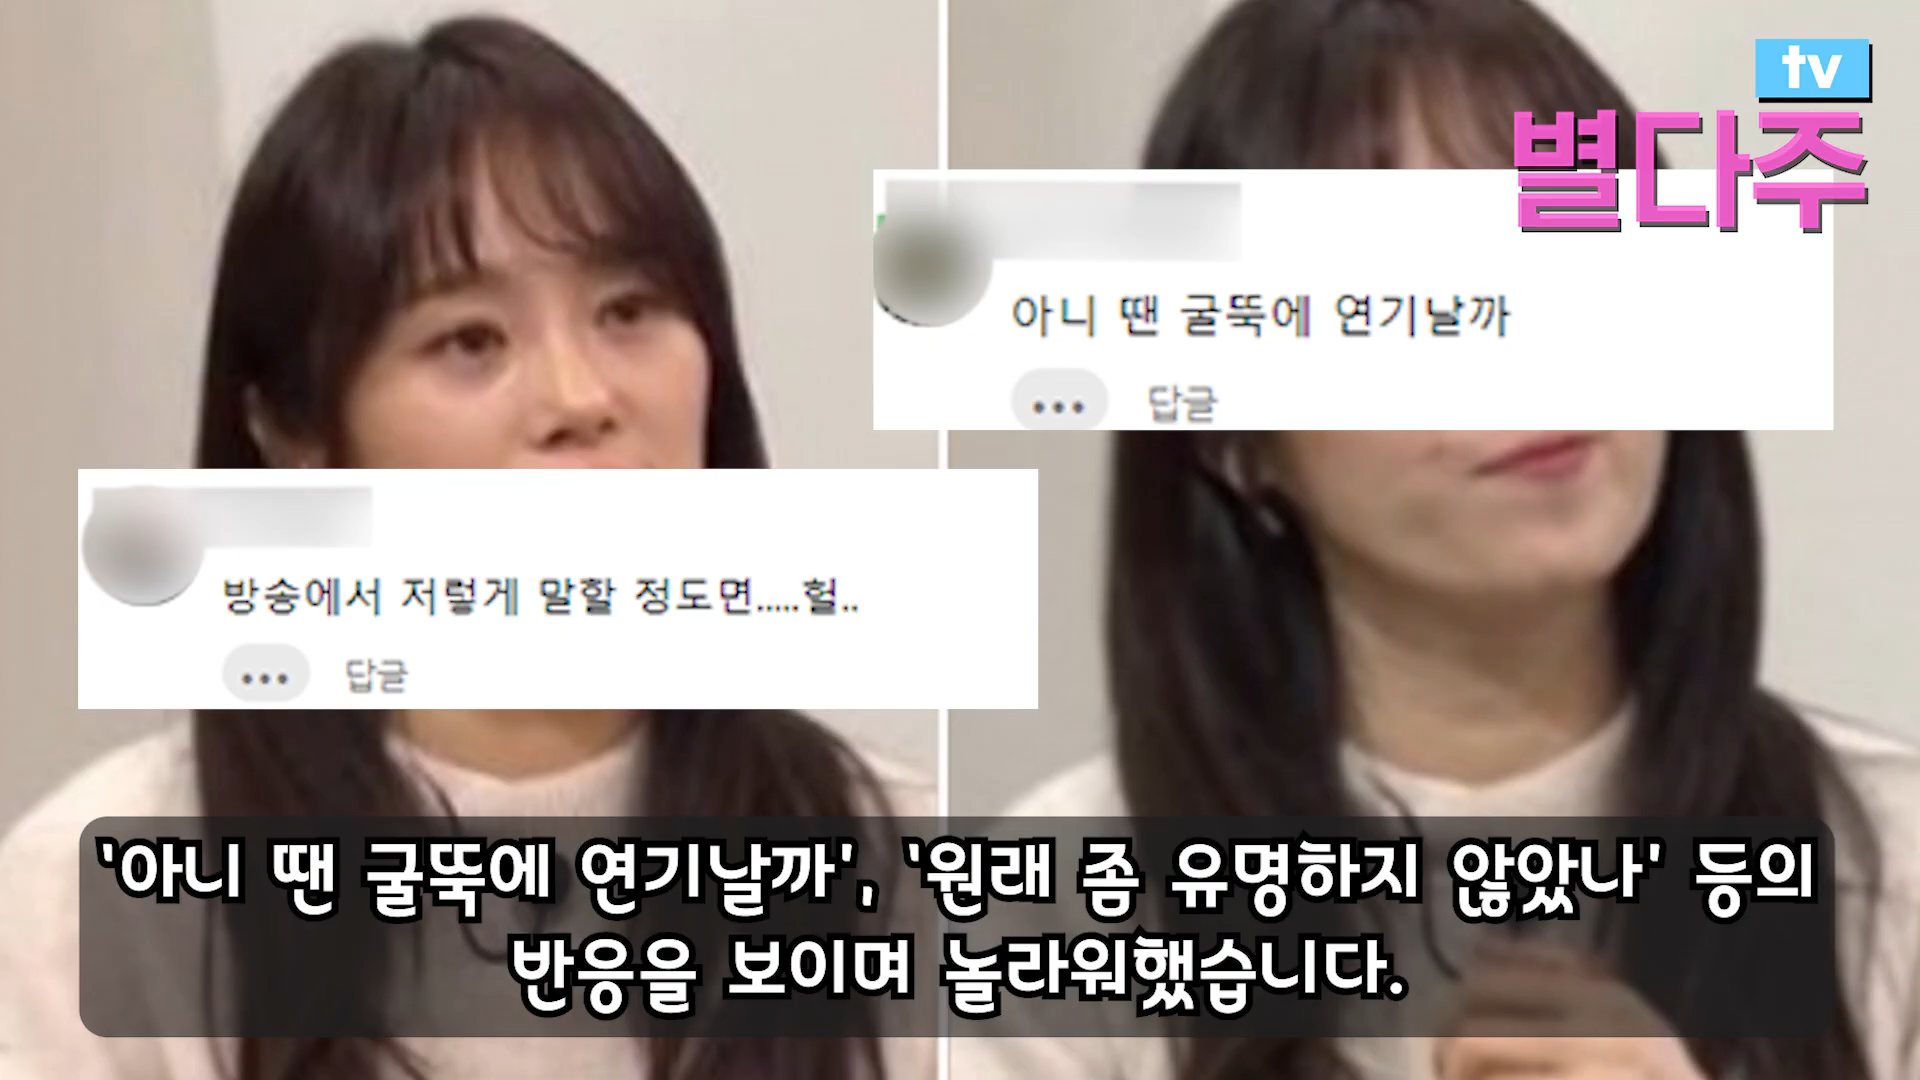 tv
별다주
아니 땐 굴뚝에 연기날까
••• 답글
방송에서 저렇게 말할 정도면.....헐..
••• 답글
'아니 땐 굴뚝에 연기날까', '원래 좀 유명하지 않았나' 등의
반응을 보이며 놀라워했습니다.